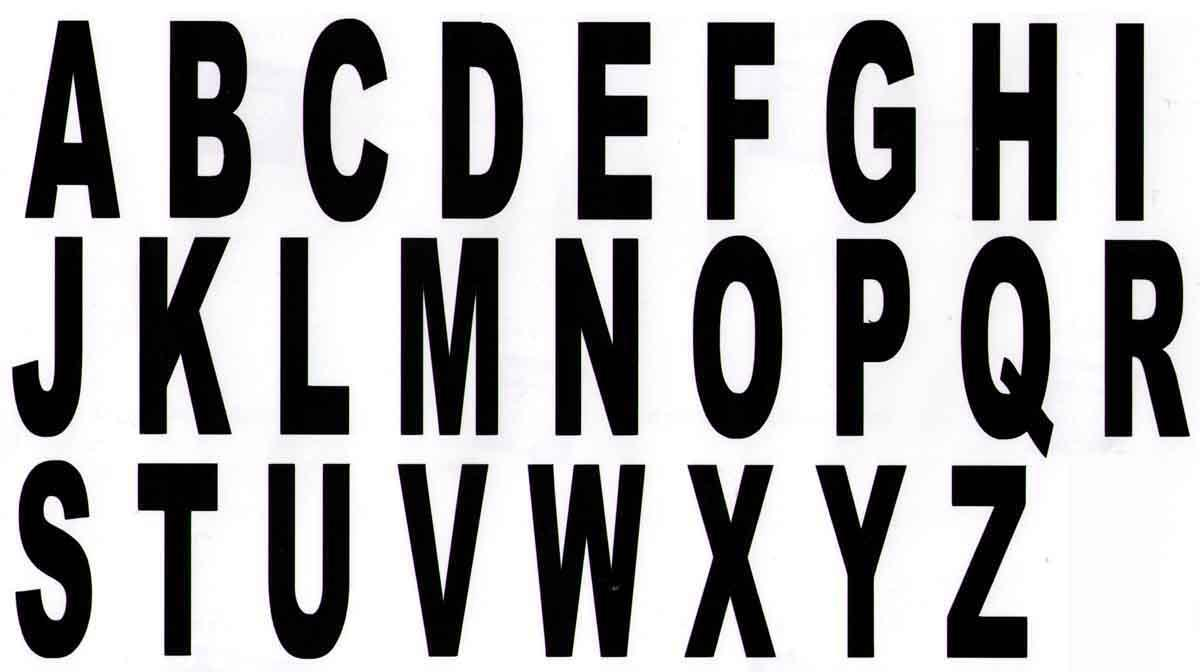 A B C D E F G H I
J K L M N O P Q R
S T U V W X Y Z